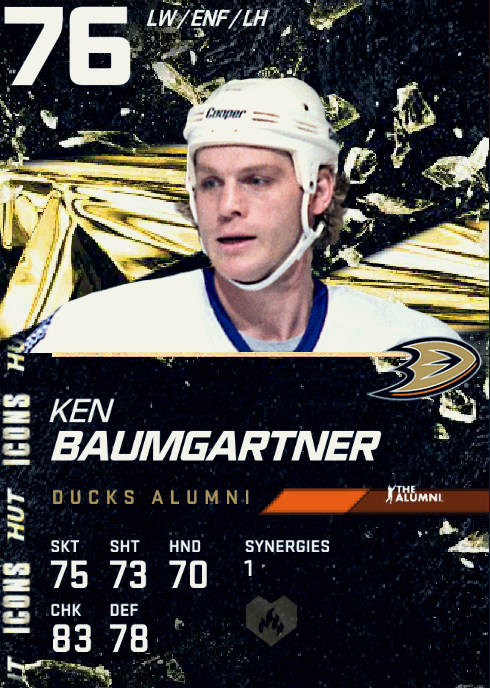 76
LW / ENF / LH
Cooper
KEN
BAUMGARTNER
DUCKS ALUMNI
THE
ALUMNI.
SKT SHT HND SYNERGIES
75 73 70 1
CHK DEF
83 78
HUT
ICONS
HUT
ICONS